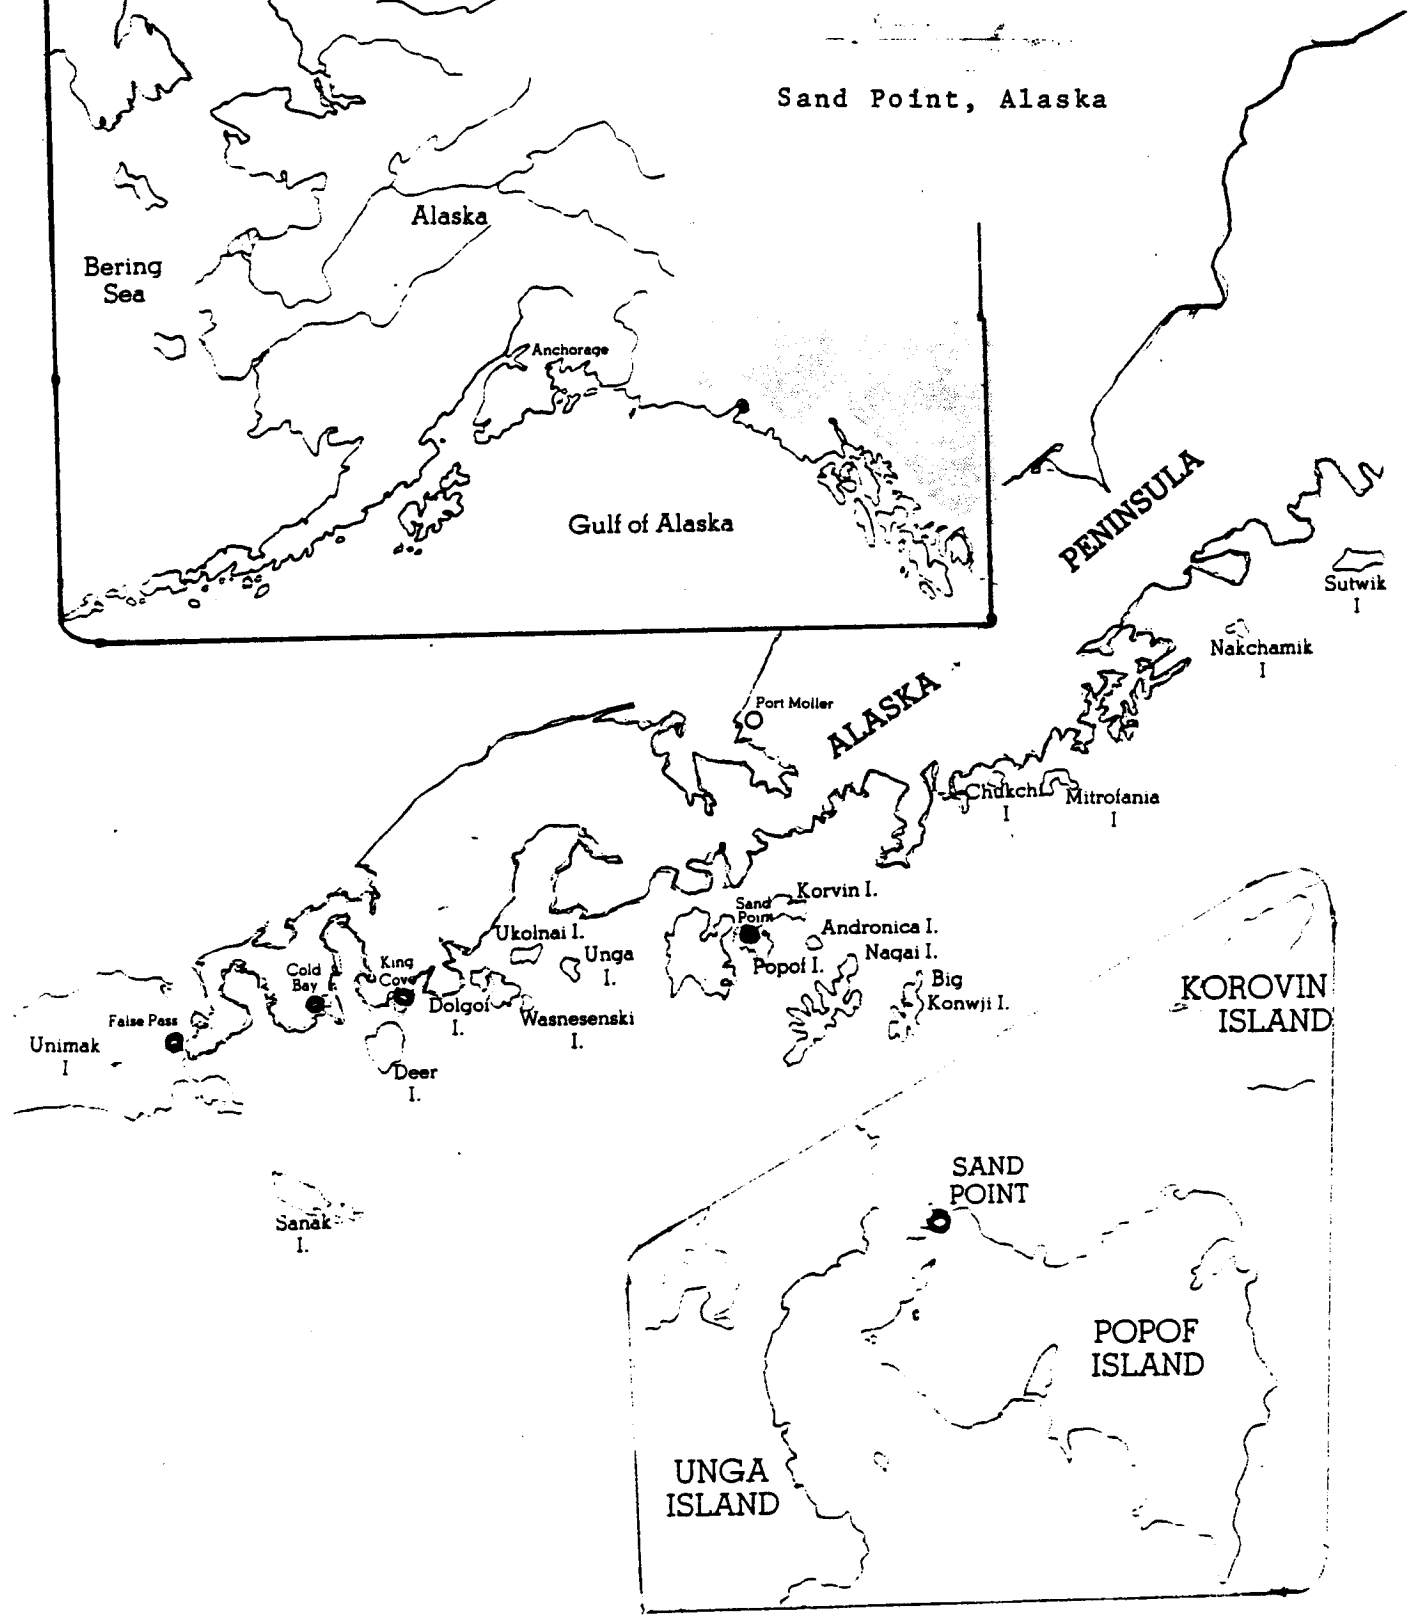 Sand Point, Alaska
Alaska
Bering
Sea
Anchorage
Gulf of Alaska
PENINSULA
Sutwik
I
Nakchamik
I
Port Moller
ALASKA
Chukchi
I
Mitrofania
I
Korvin I.
Sand
Point
Andronica I.
Ukolnai I.
Unga
I.
Popof I.
Nagai I.
Big
Konwji I.
Cold
Bay
King
Cove
Dolgoi
I.
Wasnesenski
I.
False Pass
Unimak
I
Deer
I.
Sanak
I.
KOROVIN
ISLAND
SAND
POINT
POPOF
ISLAND
UNGA
ISLAND